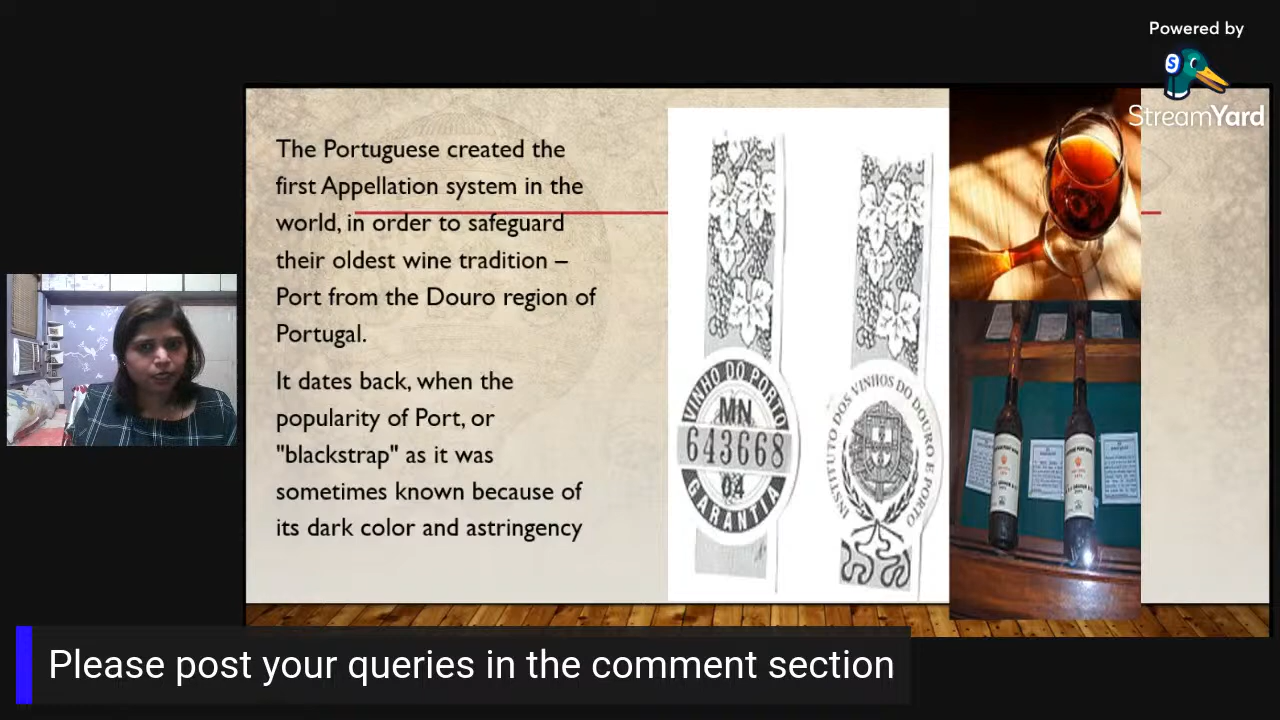 Powered by
StreamYard
The Portuguese created the
first Appellation system in the
world, in order to safeguard
their oldest wine tradition –
Port from the Douro region of
Portugal.
It dates back, when the
popularity of Port, or
"blackstrap" as it was
sometimes known because of
its dark color and astringency
VINHO DO PORTO
MN
643668
04
GARANTIA
INSTITUTO DOS VINHOS DO DOURO E PORTO
Please post your queries in the comment section